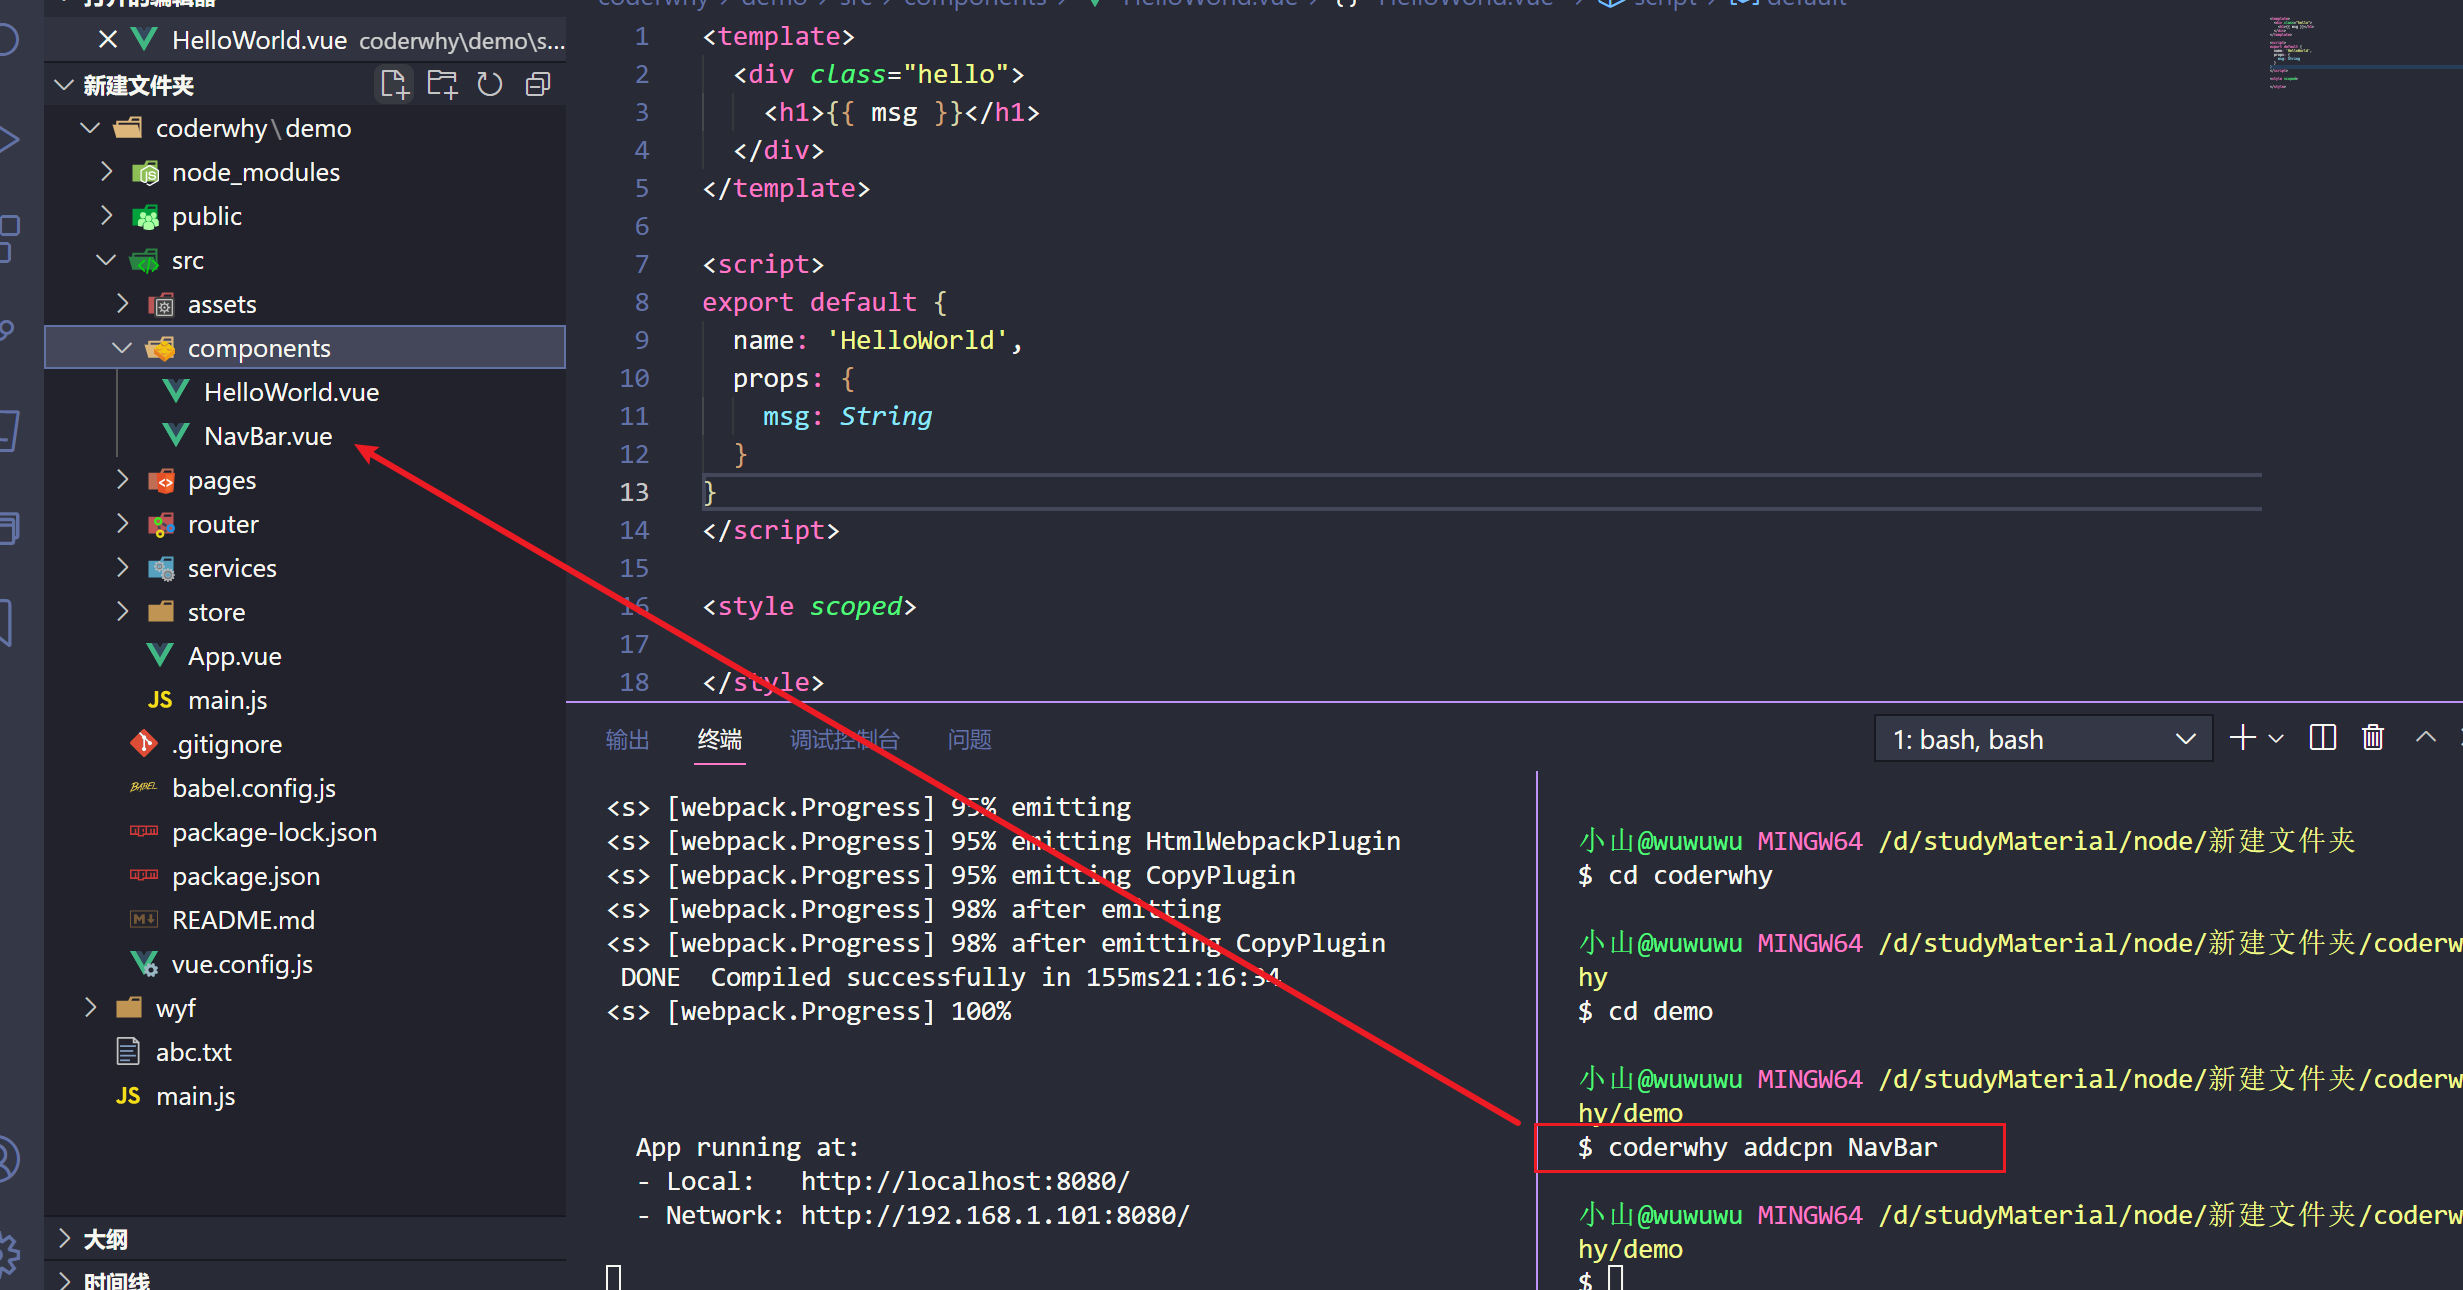 打开的编辑器
HelloWorld.vue coderwhy\demo\s...
新建文件夹
coderwhy\demo
node_modules
public
src
assets
components
HelloWorld.vue
NavBar.vue
pages
router
services
store
App.vue
JS main.js
.gitignore
BABEL babel.config.js
package-lock.json
package.json
M README.md
vue.config.js
wyf
abc.txt
JS main.js
大纲
时间线
coderwhy > demo > src > components > HelloWorld.vue > {} HelloWorld.vue > script > default
1 <template>
2 <div class="hello">
3 <h1>{{ msg }}</h1>
4 </div>
5 </template>
6
7 <script>
8 export default {
9 name: 'HelloWorld',
10 props: {
11 msg: String
12 }
13 }
14 </script>
15
16 <style scoped>
17
18 </style>
输出 终端 调试控制台 问题
1: bash, bash
<s> [webpack.Progress] 95% emitting
<s> [webpack.Progress] 95% emitting HtmlWebpackPlugin
<s> [webpack.Progress] 95% emitting CopyPlugin
<s> [webpack.Progress] 98% after emitting
<s> [webpack.Progress] 98% after emitting CopyPlugin
DONE Compiled successfully in 155ms21:16:34
<s> [webpack.Progress] 100%
App running at:
- Local: http://localhost:8080/
- Network: http://192.168.1.101:8080/
小山@wuwuwu MINGW64 /d/studyMaterial/node/新建文件夹
$ cd coderwhy
小山@wuwuwu MINGW64 /d/studyMaterial/node/新建文件夹/coderw
hy
$ cd demo
小山@wuwuwu MINGW64 /d/studyMaterial/node/新建文件夹/coderw
hy/demo
$ coderwhy addcpn NavBar
小山@wuwuwu MINGW64 /d/studyMaterial/node/新建文件夹/coderw
hy/demo
$